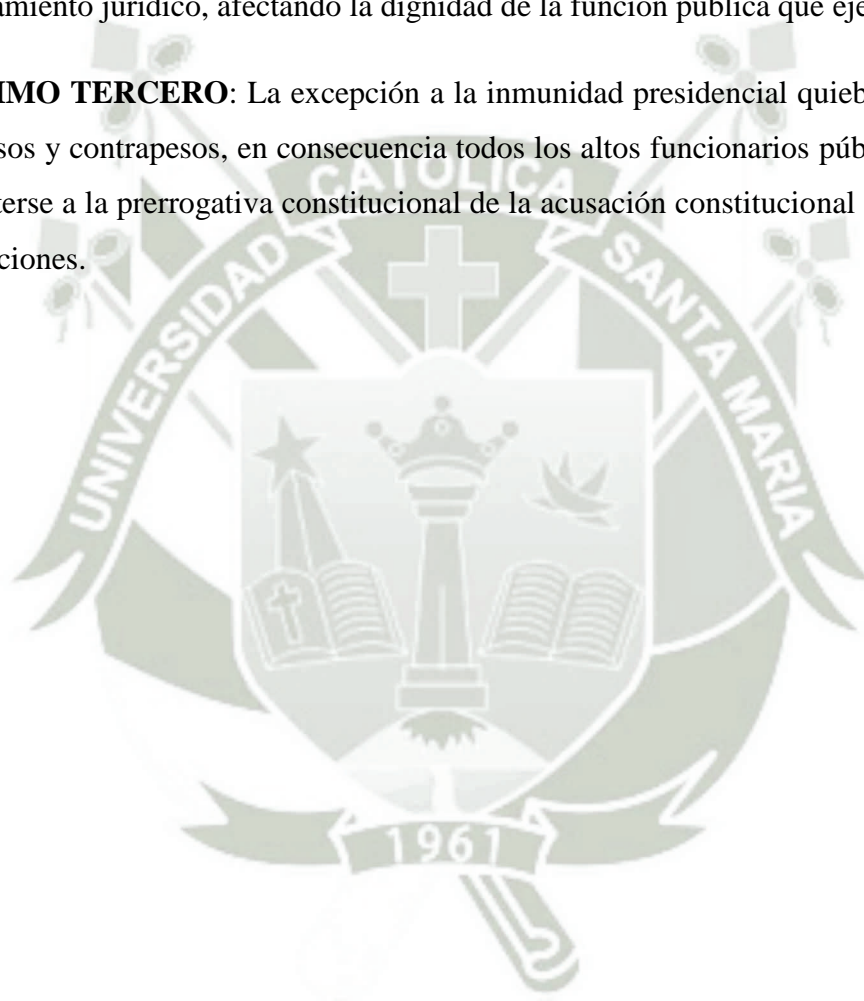 amiento jurídico, afectando la dignidad de la función pública que eje
IMO TERCERO: La excepción a la inmunidad presidencial quieb
sos y contrapesos, en consecuencia todos los altos funcionarios púb
terse a la prerrogativa constitucional de la acusación constitucional
ciones.
UNIVERSIDAD CATOLICA SANTA MARIA
1961